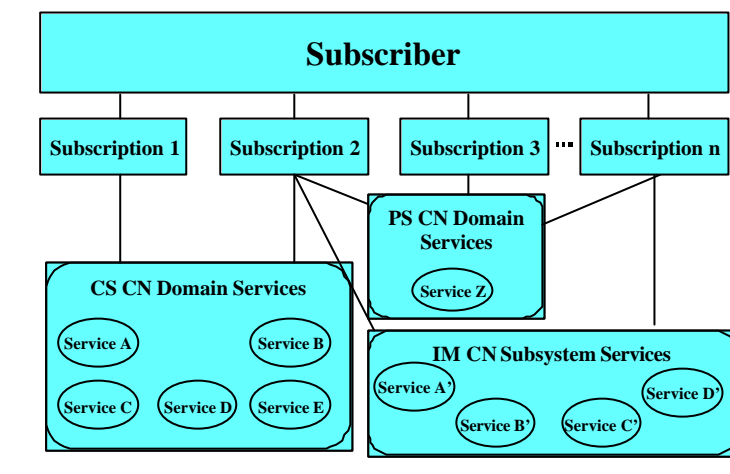 Subscriber
Subscription 1
Subscription 2
Subscription 3
...
Subscription n
PS CN Domain
Services
Service Z
CS CN Domain Services
Service A
Service B
Service C
Service D
Service E
IM CN Subsystem Services
Service A’
Service B’
Service C’
Service D’